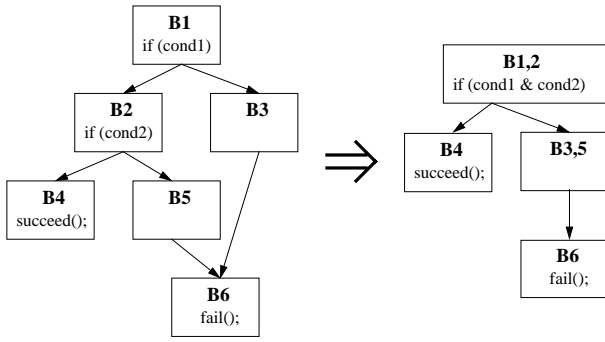 B1
if (cond1)
B2
if (cond2)
B3
B4
succeed();
B5
B6
fail();
B1,2
if (cond1 & cond2)
B4
succeed();
B3,5
B6
fail();